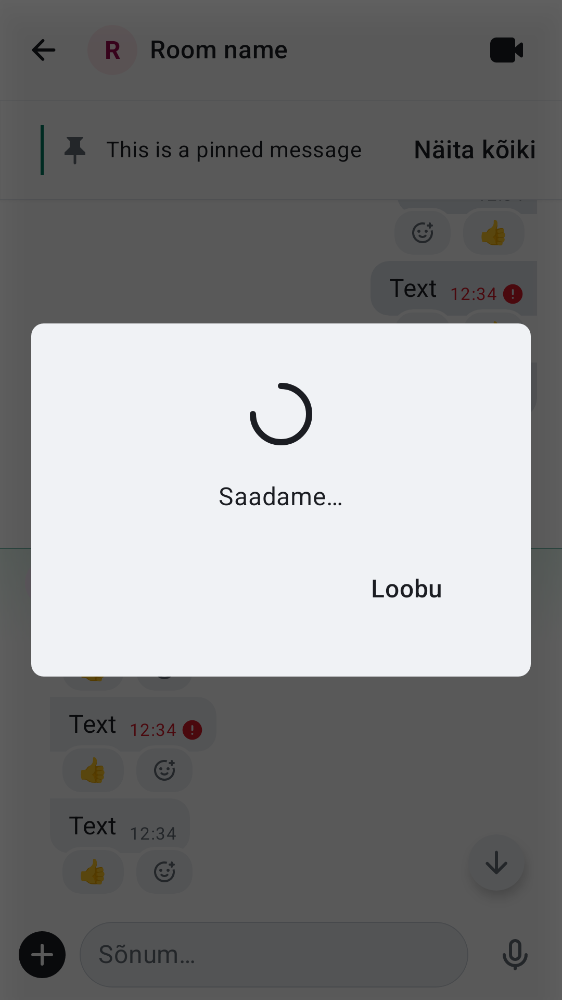 R Room name
This is a pinned message Näita kõiki
Text 12:34
Saadame…
Loobu
Text 12:34
Text 12:34
Sõnum…